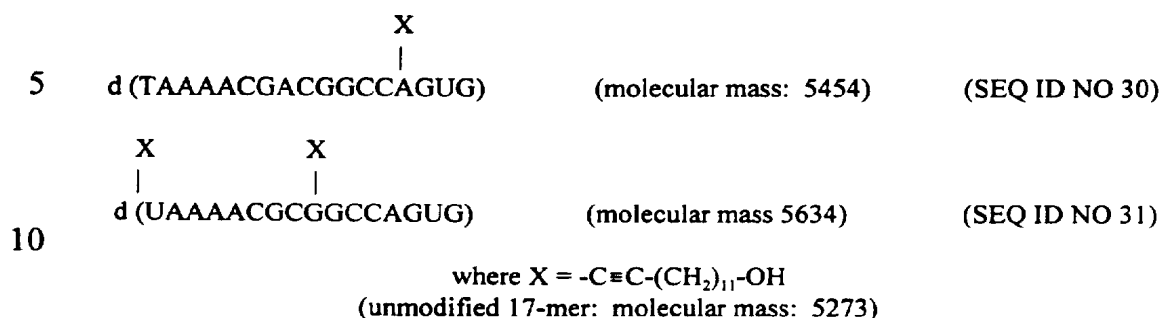 X
|
5 d (TAAAACGACGGCCAGUG) (molecular mass: 5454) (SEQ ID NO 30)
X X
| |
d (UAAAACGCGGCCAGUG) (molecular mass 5634) (SEQ ID NO 31)
10
where X = -C≡C-(CH₂)₁₁-OH
(unmodified 17-mer: molecular mass: 5273)